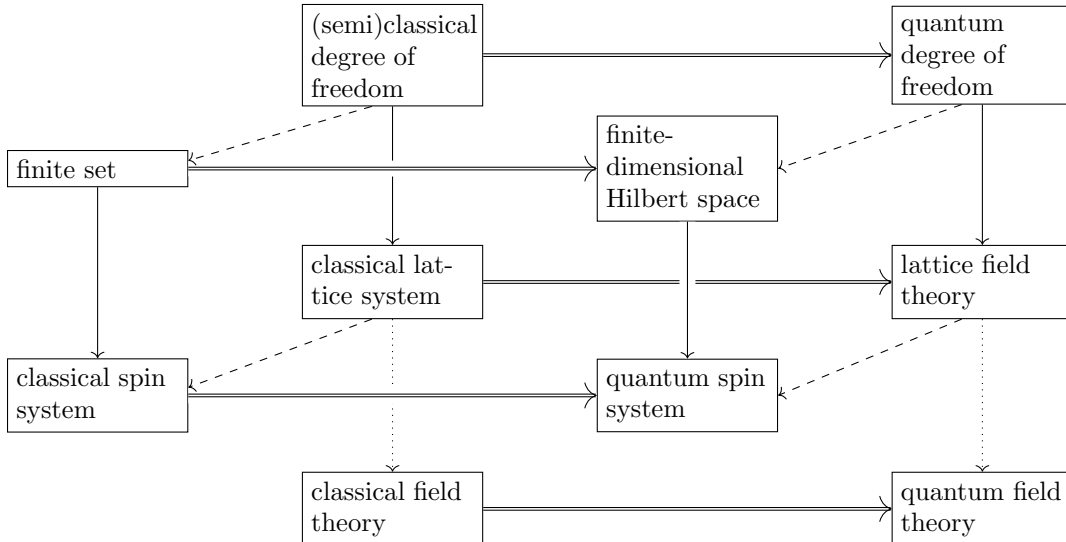 (semi)classical
degree of
freedom
quantum
degree of
freedom
finite set
finite-
dimensional
Hilbert space
classical lat-
tice system
lattice field
theory
classical spin
system
quantum spin
system
classical field
theory
quantum field
theory